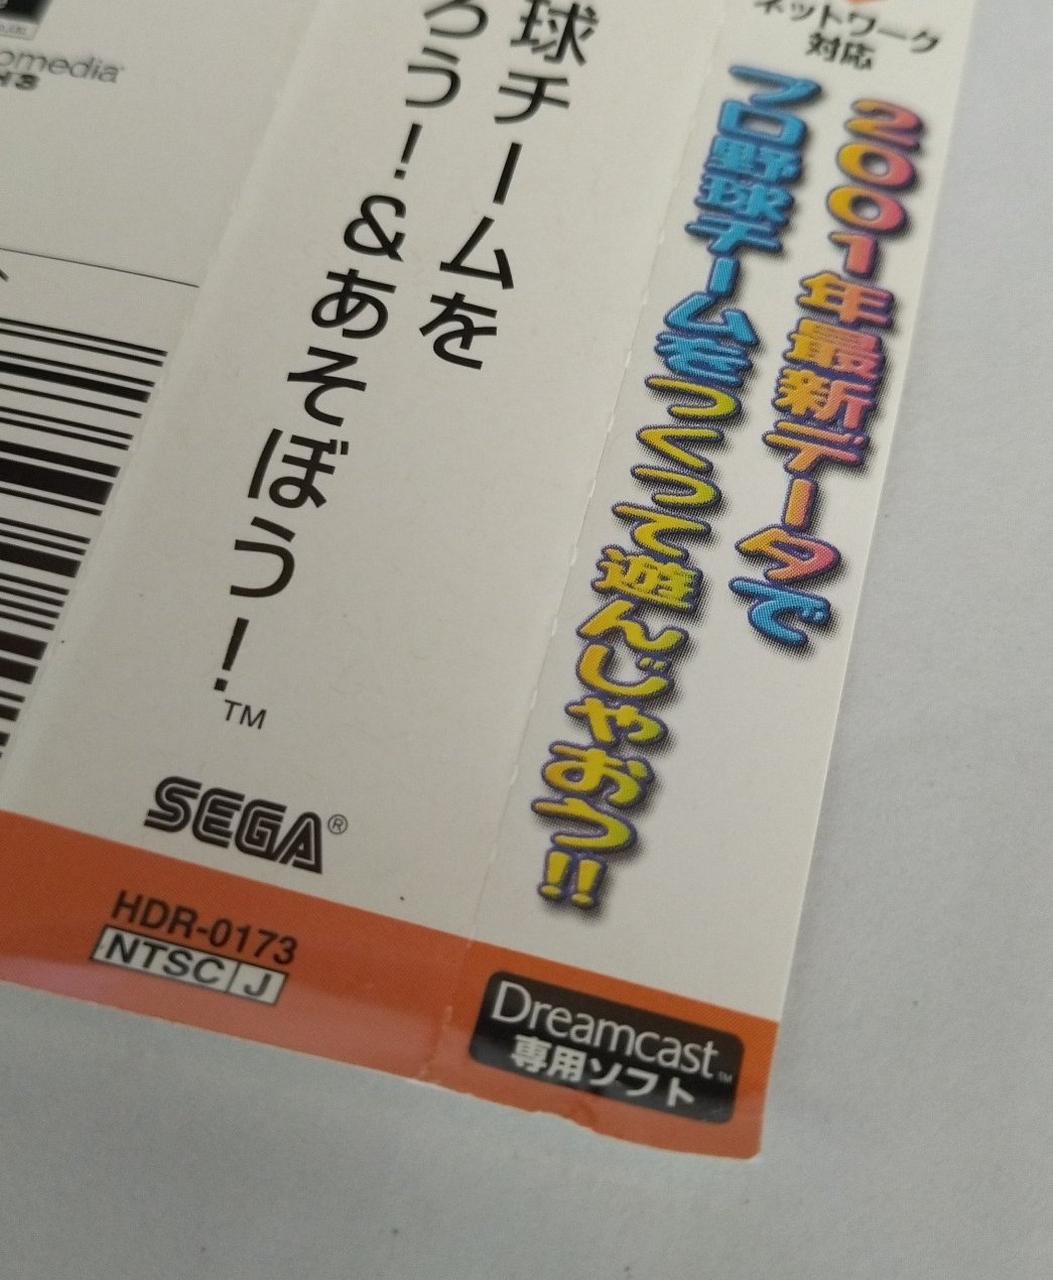 ネットワーク
対応
2001年最新データで
プロ野球チームをつくって遊んじゃおう!!
球チームを
ろう!&あそぼう!™
omedia
SEGA®
HDR-0173
NTSC J
Dreamcast™
専用ソフト